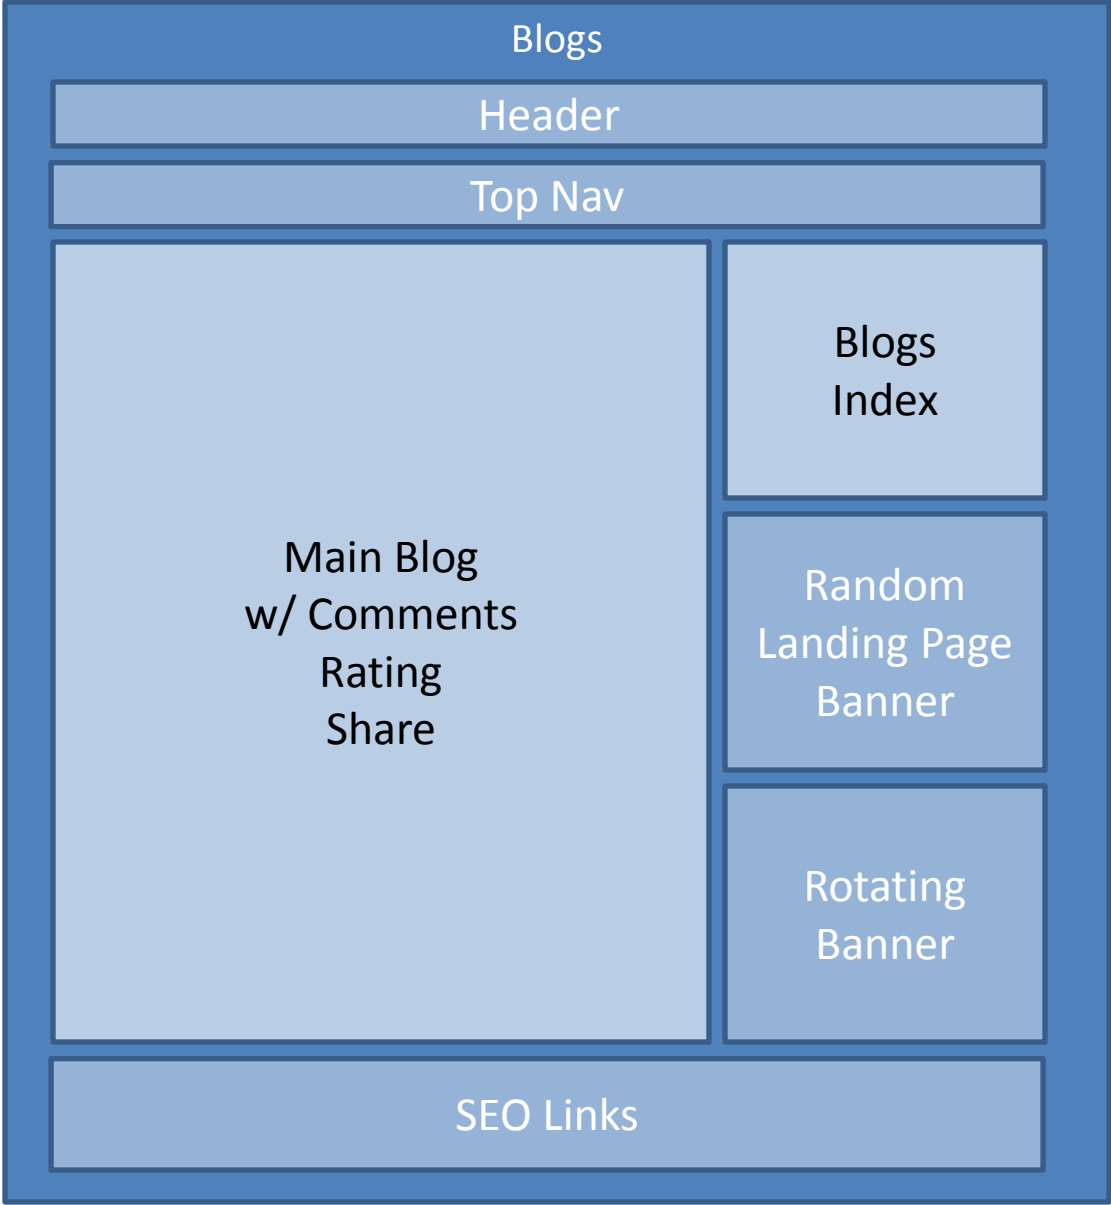 Blogs
Header
Top Nav
Main Blog
w/ Comments
Rating
Share
Blogs
Index
Random
Landing Page
Banner
Rotating
Banner
SEO Links